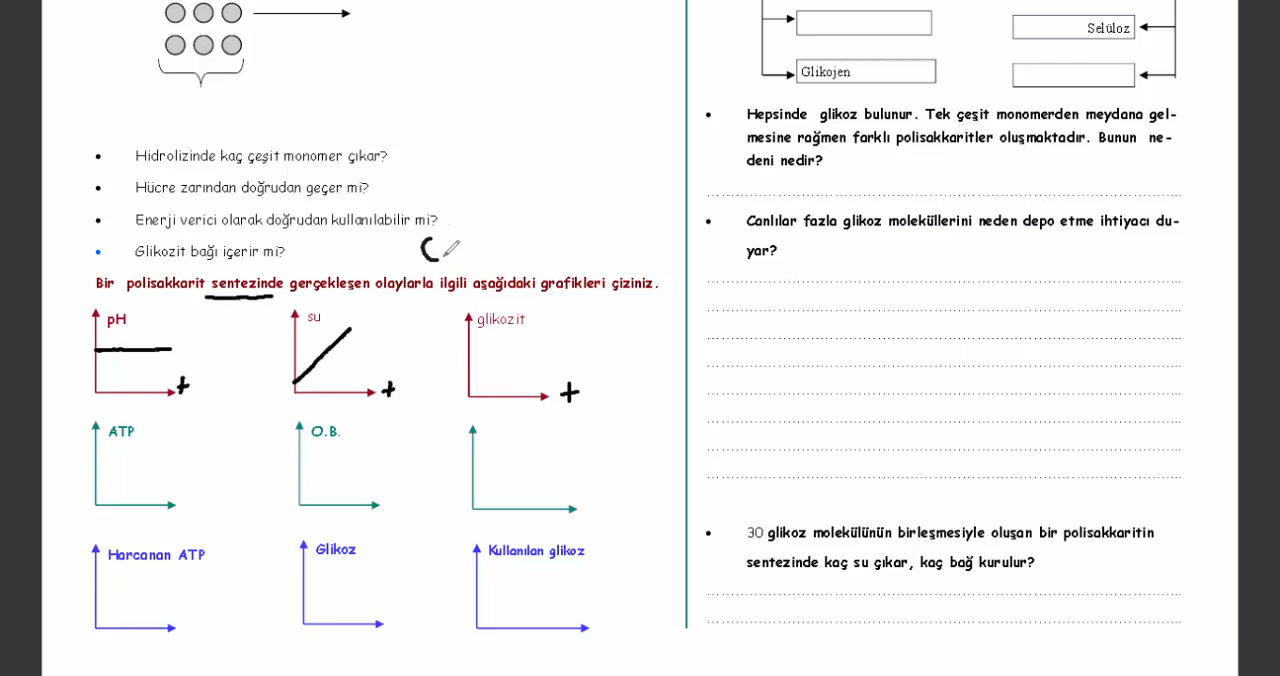 Hidrolizinde kaç çeşit monomer çıkar?
Hücre zarından doğrudan geçer mi?
Enerji verici olarak doğrudan kullanılabilir mi?
Glikozit bağı içerir mi?
Bir polisakkarit sentezinde gerçekleşen olaylarla ilgili aşağıdaki grafikleri çiziniz.
pH
su
glikozit
+
+
+
ATP
O.B.
Harcanan ATP
Glikoz
Kullanılan glikoz
Selüloz
Glikojen
Hepsinde glikoz bulunur. Tek çeşit monomerden meydana gel-
mesine rağmen farklı polisakkaritler oluşmaktadır. Bunun ne-
deni nedir?
Canlılar fazla glikoz moleküllerini neden depo etme ihtiyacı du-
yar?
30 glikoz molekülünün birleşmesiyle oluşan bir polisakkaritin
sentezinde kaç su çıkar, kaç bağ kurulur?